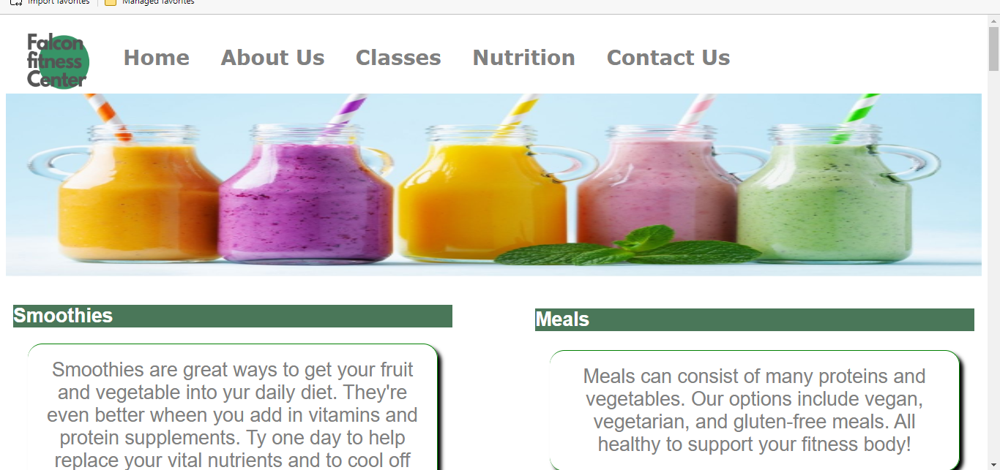 Import favorites
Managed favorites
Falcon
fitness
Center
Home
About Us
Classes
Nutrition
Contact Us
Smoothies
Smoothies are great ways to get your fruit
and vegetable into yur daily diet. They're
even better wheen you add in vitamins and
protein supplements. Ty one day to help
replace your vital nutrients and to cool off
Meals
Meals can consist of many proteins and
vegetables. Our options include vegan,
vegetarian, and gluten-free meals. All
healthy to support your fitness body!